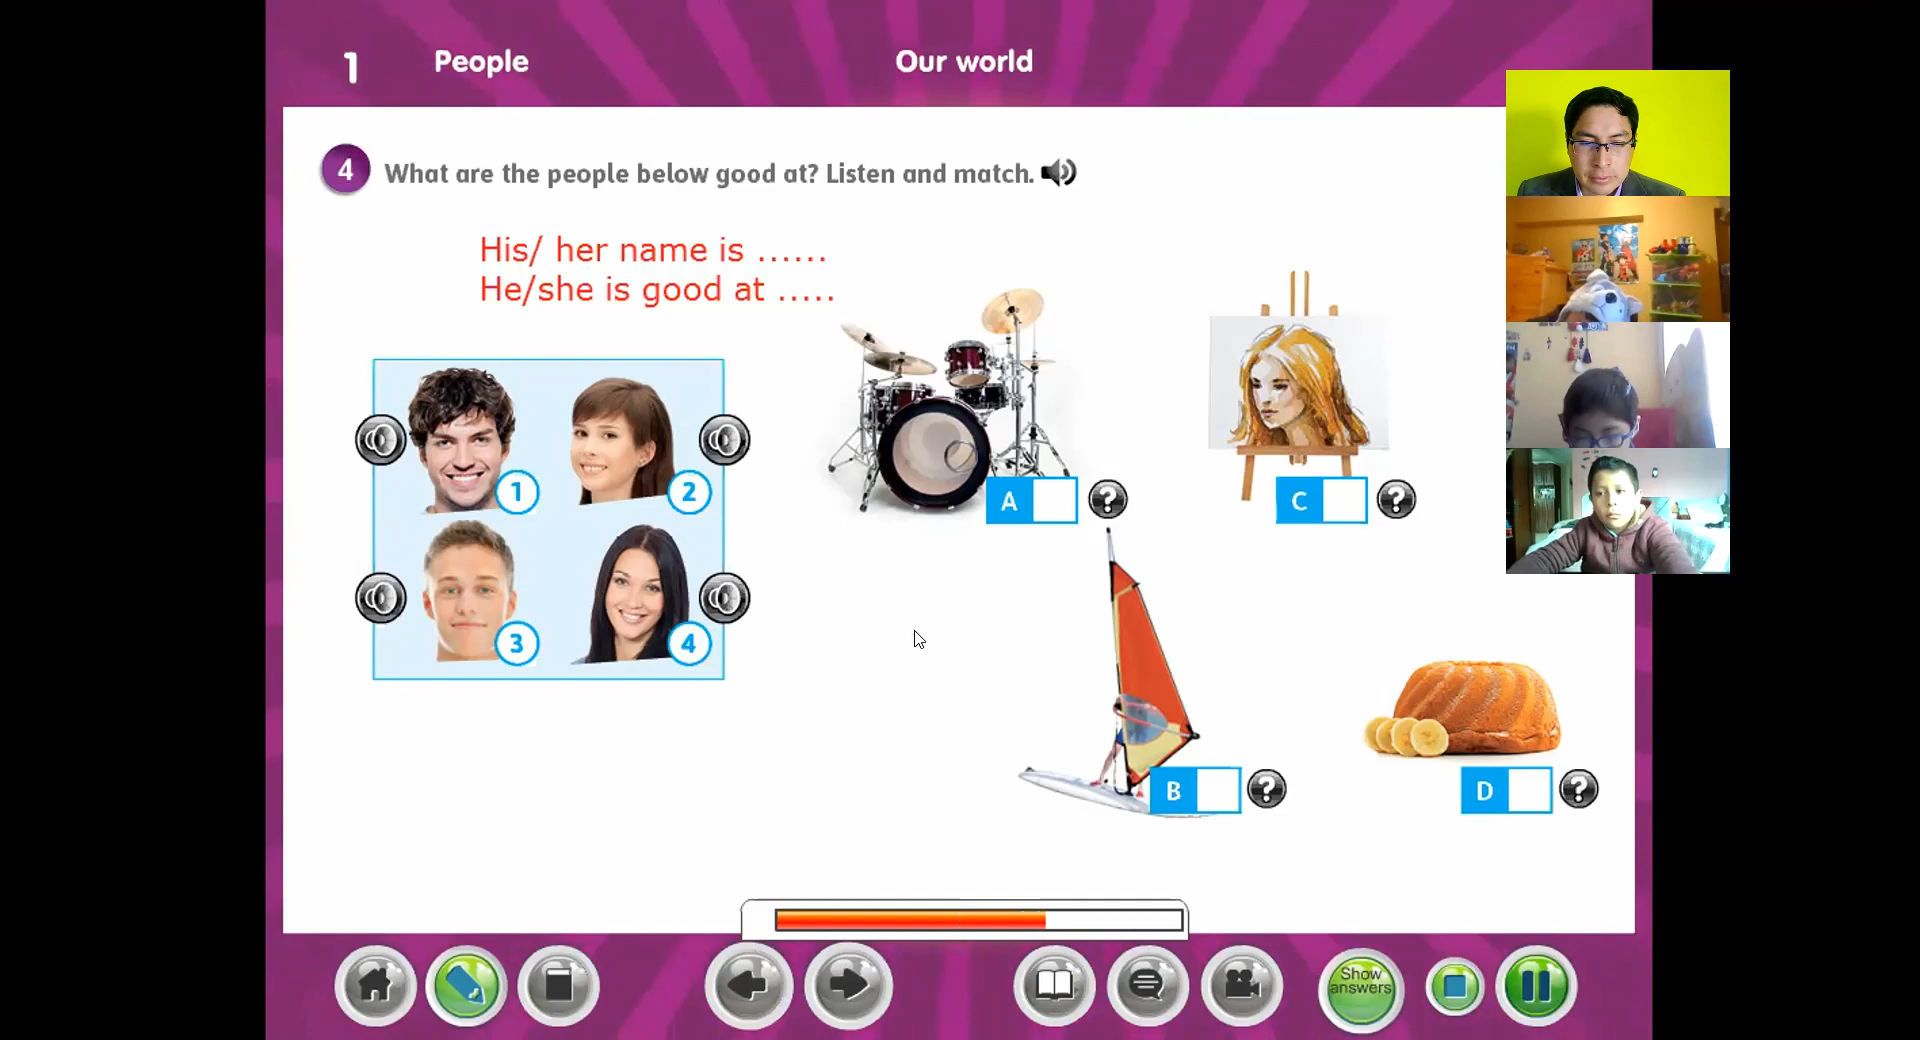 1 People Our world
4 What are the people below good at? Listen and match.
His/ her name is ......
He/she is good at .....
1
2
3
4
A
C
B
D
Show
answers